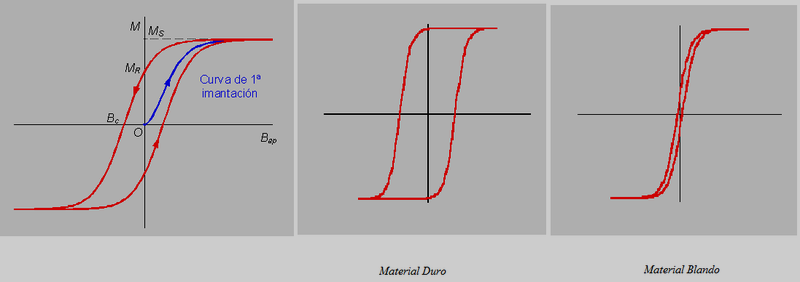 M
M_S
M_R
Curva de 1ª
imantación
B_c
O
B_ap
Material Duro
Material Blando